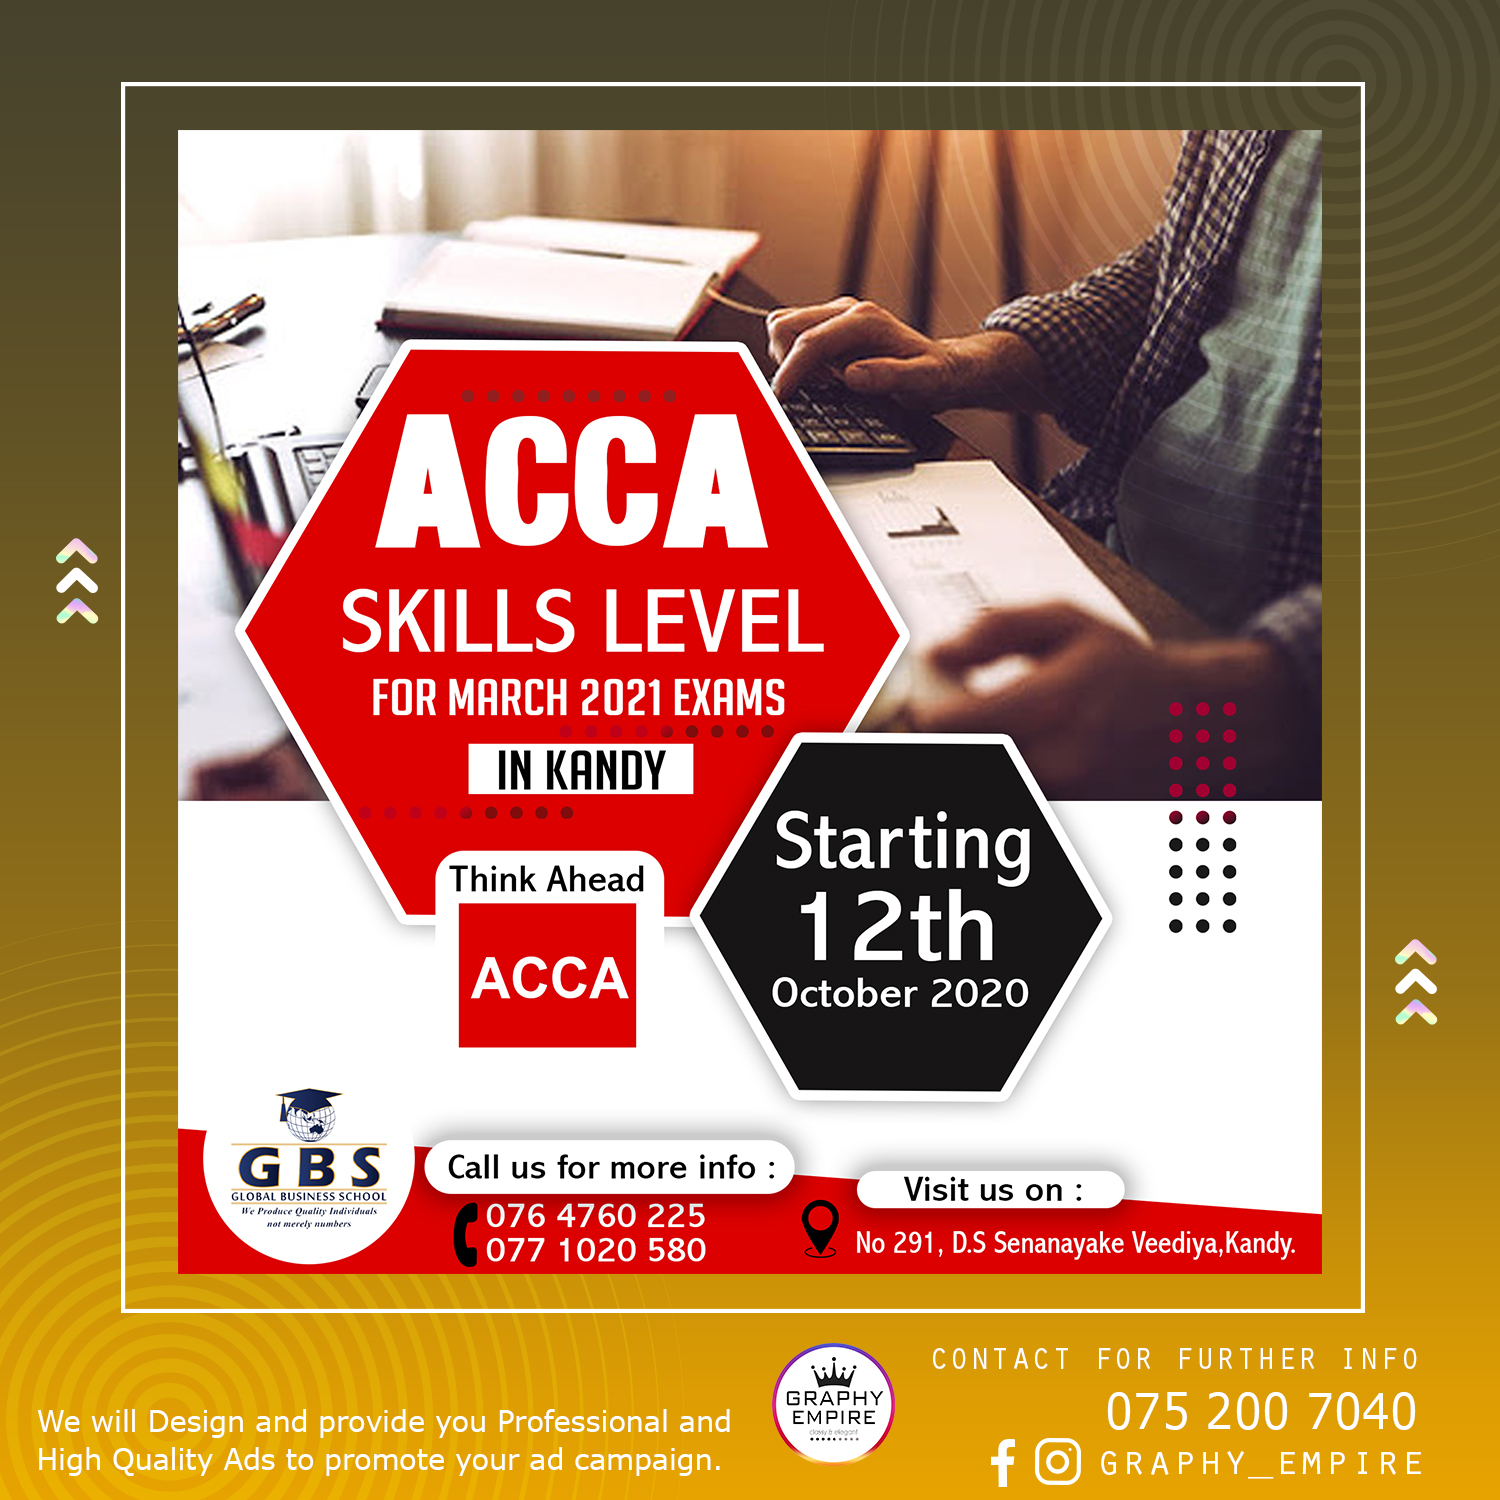 ACCA
SKILLS LEVEL
FOR MARCH 2021 EXAMS
IN KANDY
Think Ahead
ACCA
Starting
12th
October 2020
G B S
GLOBAL BUSINESS SCHOOL
We Produce Quality Individuals
not merely numbers
Call us for more info :
076 4760 225
077 1020 580
Visit us on :
No 291, D.S Senanayake Veediya,Kandy.
We will Design and provide you Professional and
High Quality Ads to promote your ad campaign.
GRAPHY
EMPIRE
classy & elegant
CONTACT FOR FURTHER INFO
075 200 7040
GRAPHY_EMPIRE